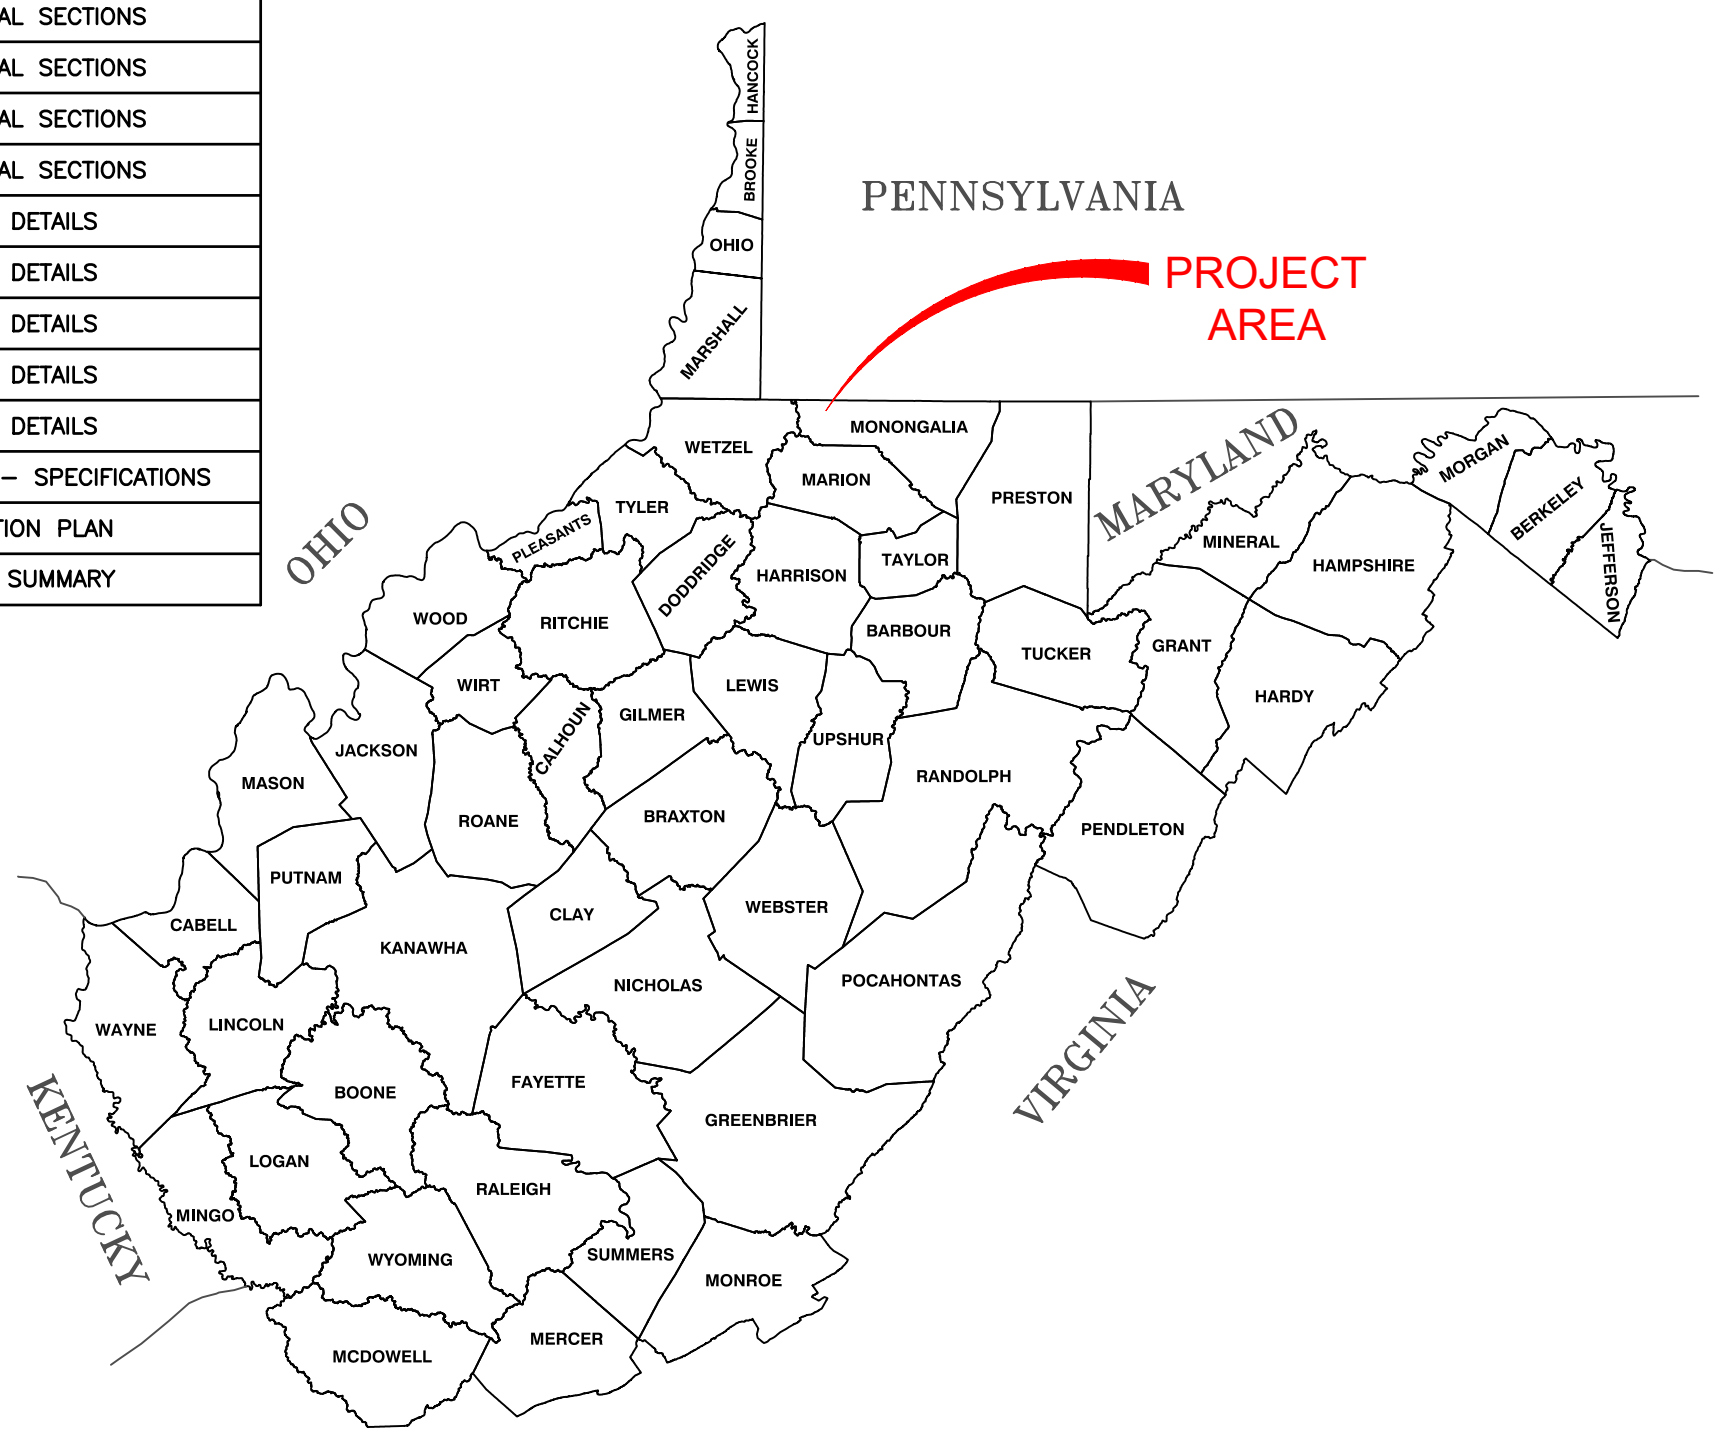 AL SECTIONS
AL SECTIONS
AL SECTIONS
AL SECTIONS
DETAILS
DETAILS
DETAILS
DETAILS
DETAILS
– SPECIFICATIONS
TION PLAN
SUMMARY
HANCOCK
BROOKE
OHIO
MARSHALL
PENNSYLVANIA
PROJECT
AREA
WETZEL
MONONGALIA
MARION
PRESTON
MARYLAND
MORGAN
BERKELEY
JEFFERSON
OHIO
TYLER
PLEASANTS
DODDRIDGE
HARRISON
TAYLOR
MINERAL
HAMPSHIRE
WOOD
RITCHIE
BARBOUR
TUCKER
GRANT
HARDY
WIRT
CALHOUN
GILMER
LEWIS
UPSHUR
JACKSON
MASON
ROANE
BRAXTON
RANDOLPH
PENDLETON
PUTNAM
CABELL
KANAWHA
CLAY
WEBSTER
NICHOLAS
POCAHONTAS
WAYNE
LINCOLN
BOONE
FAYETTE
GREENBRIER
VIRGINIA
KENTUCKY
LOGAN
RALEIGH
MINGO
WYOMING
SUMMERS
MONROE
MERCER
MCDOWELL